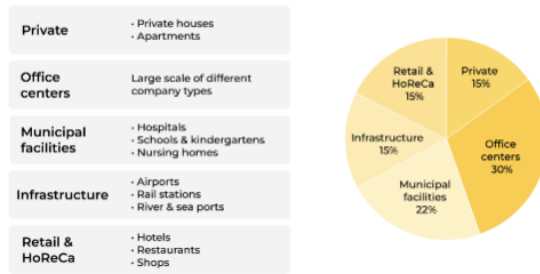 Private
• Private houses
• Apartments
Office
centers
Large scale of different
company types
Municipal
facilities
• Hospitals
• Schools & kindergartens
• Nursing homes
Infrastructure
• Airports
• Rail stations
• River & sea ports
Retail &
HoReCa
• Hotels
• Restaurants
• Shops
Retail &
HoReCa
15%
Private
15%
Infrastructure
15%
Office
centers
30%
Municipal
facilities
22%